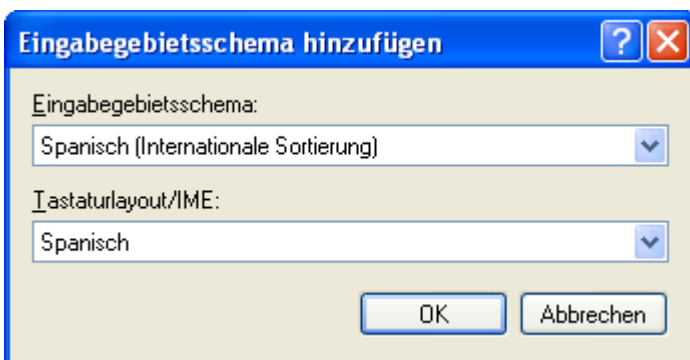 Eingabegebietsschema hinzufügen
Eingabegebietsschema:
Spanisch (Internationale Sortierung)
Tastaturlayout/IME:
Spanisch
OK Abbrechen